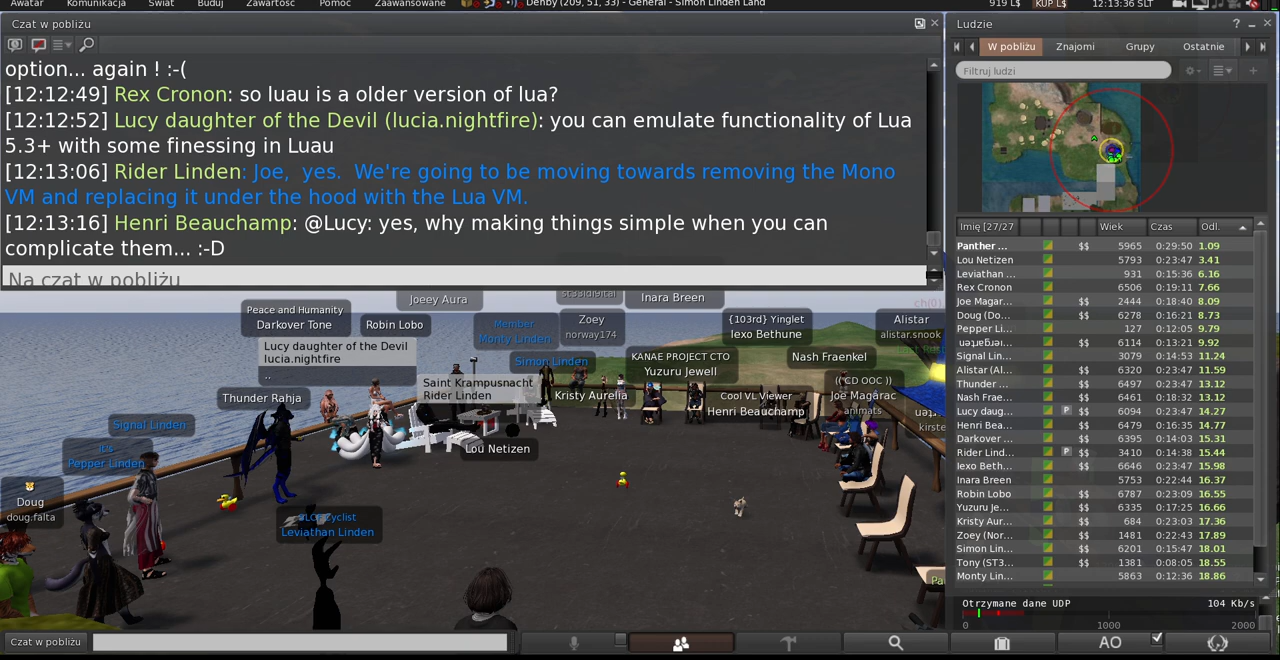 Awatar Komunikacja Świat Buduj Zawartość Pomoc Zaawansowane Denby (209, 51, 33) - General - Simon Linden Land 919 L$ KUP L$ 12:13:36 SLT
Czat w pobliżu
option... again ! :-(
[12:12:49] Rex Cronon: so luau is a older version of lua?
[12:12:52] Lucy daughter of the Devil (lucia.nightfire): you can emulate functionality of Lua
5.3+ with some finessing in Luau
[12:13:06] Rider Linden: Joe, yes. We're going to be moving towards removing the Mono
VM and replacing it under the hood with the Lua VM.
[12:13:16] Henri Beauchamp: @Lucy: yes, why making things simple when you can
complicate them... :-D
Na czat w pobliżu
Joeey Aura
st33ldi9ital
Inara Breen
Peace and Humanity
Darkover Tone
Robin Lobo
Member
Monty Linden
Zoey
norway174
{103rd} Yinglet
Iexo Bethune
Alistar
alistar.snook
Lucy daughter of the Devil
lucia.nightfire
..
Simon Linden
KANAE PROJECT CTO
Yuzuru Jewell
Nash Fraenkel
Thunder Rahja
Saint Krampusnacht
Rider Linden
Kristy Aurelia
Cool VL Viewer
Henri Beauchamp
(( CD OOC ))
Joe Magarac
animats
Signal Linden
Lou Netizen
It's
Pepper Linden
Doug
doug.falta
Leviathan Linden
Czat w pobliżu
AO
Ludzie
? _ ×
W pobliżu Znajomi Grupy Ostatnie
Filtruj ludzi
Imię [27/27 Wiek Czas Odl.
Panther ... $$ 5965 0:29:50 1.09
Lou Netizen 5793 0:23:47 3.41
Leviathan ... 931 0:15:36 6.16
Rex Cronon 6506 0:19:11 7.66
Joe Magar... $$ 2444 0:18:40 8.09
Doug (Do... $$ 6278 0:16:21 8.73
Pepper Li... 127 0:12:05 9.79
$$ 6114 0:13:21 9.92
Signal Lin... 3079 0:14:53 11.24
Alistar (Al... $$ 6320 0:23:47 11.59
Thunder ... $$ 6497 0:23:47 13.12
Nash Frae... $$ 6461 0:18:32 13.12
Lucy daug... P $$ 6094 0:23:47 14.27
Henri Bea... $$ 6479 0:16:35 14.77
Darkover ... $$ 6395 0:14:03 15.31
Rider Lind... P $$ 3410 0:14:38 15.44
Iexo Beth... $$ 6646 0:23:47 15.98
Inara Breen 5753 0:22:44 16.37
Robin Lobo $$ 6787 0:23:09 16.55
Yuzuru Je... $$ 6335 0:17:25 16.66
Kristy Aur... $$ 684 0:23:03 17.36
Zoey (Nor... $$ 1481 0:22:43 17.89
Simon Lin... $$ 6201 0:15:47 18.01
Tony (ST3... $$ 1381 0:08:05 18.55
Monty Lin... 5863 0:12:36 18.86
Otrzymane dane UDP 104 Kb/s
0 1000 2000